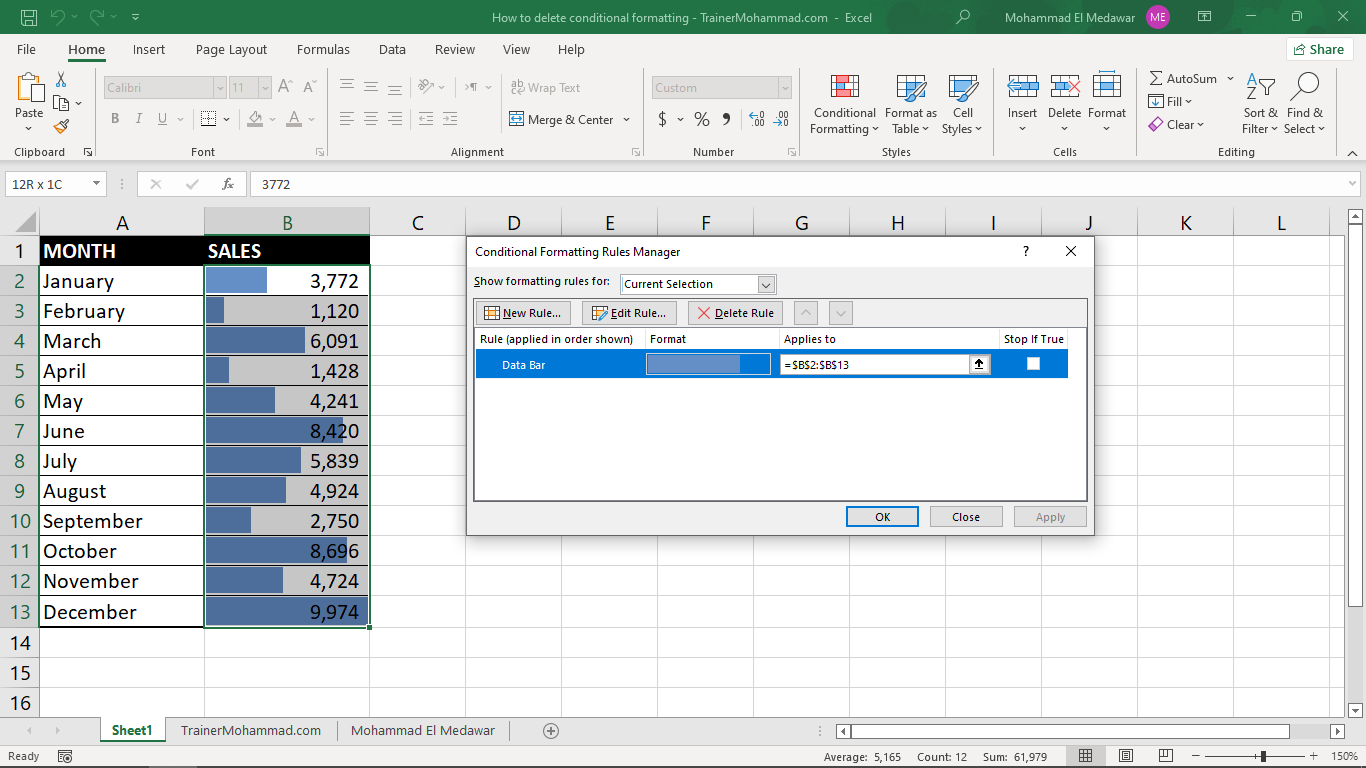 How to delete conditional formatting - TrainerMohammad.com - Excel
Mohammad El Medawar ME
File Home Insert Page Layout Formulas Data Review View Help Share
Paste
Clipboard
Calibri 11
B I U A
Font
Wrap Text
Merge & Center
Alignment
Custom
$ % 9
Number
Conditional Formatting
Format as Table
Cell Styles
Styles
Insert Delete Format
Cells
AutoSum
Fill
Clear
Sort & Filter
Find & Select
Editing
12R x 1C fx 3772
A B C D E F G H I J K L
1 MONTH SALES
2 January 3,772
3 February 1,120
4 March 6,091
5 April 1,428
6 May 4,241
7 June 8,420
8 July 5,839
9 August 4,924
10 September 2,750
11 October 8,696
12 November 4,724
13 December 9,974
14
15
16
Conditional Formatting Rules Manager ?
Show formatting rules for: Current Selection
New Rule... Edit Rule... Delete Rule
Rule (applied in order shown) Format Applies to Stop If True
Data Bar =$B$2:$B$13
OK Close Apply
Sheet1 TrainerMohammad.com Mohammad El Medawar
Ready Average: 5,165 Count: 12 Sum: 61,979 150%